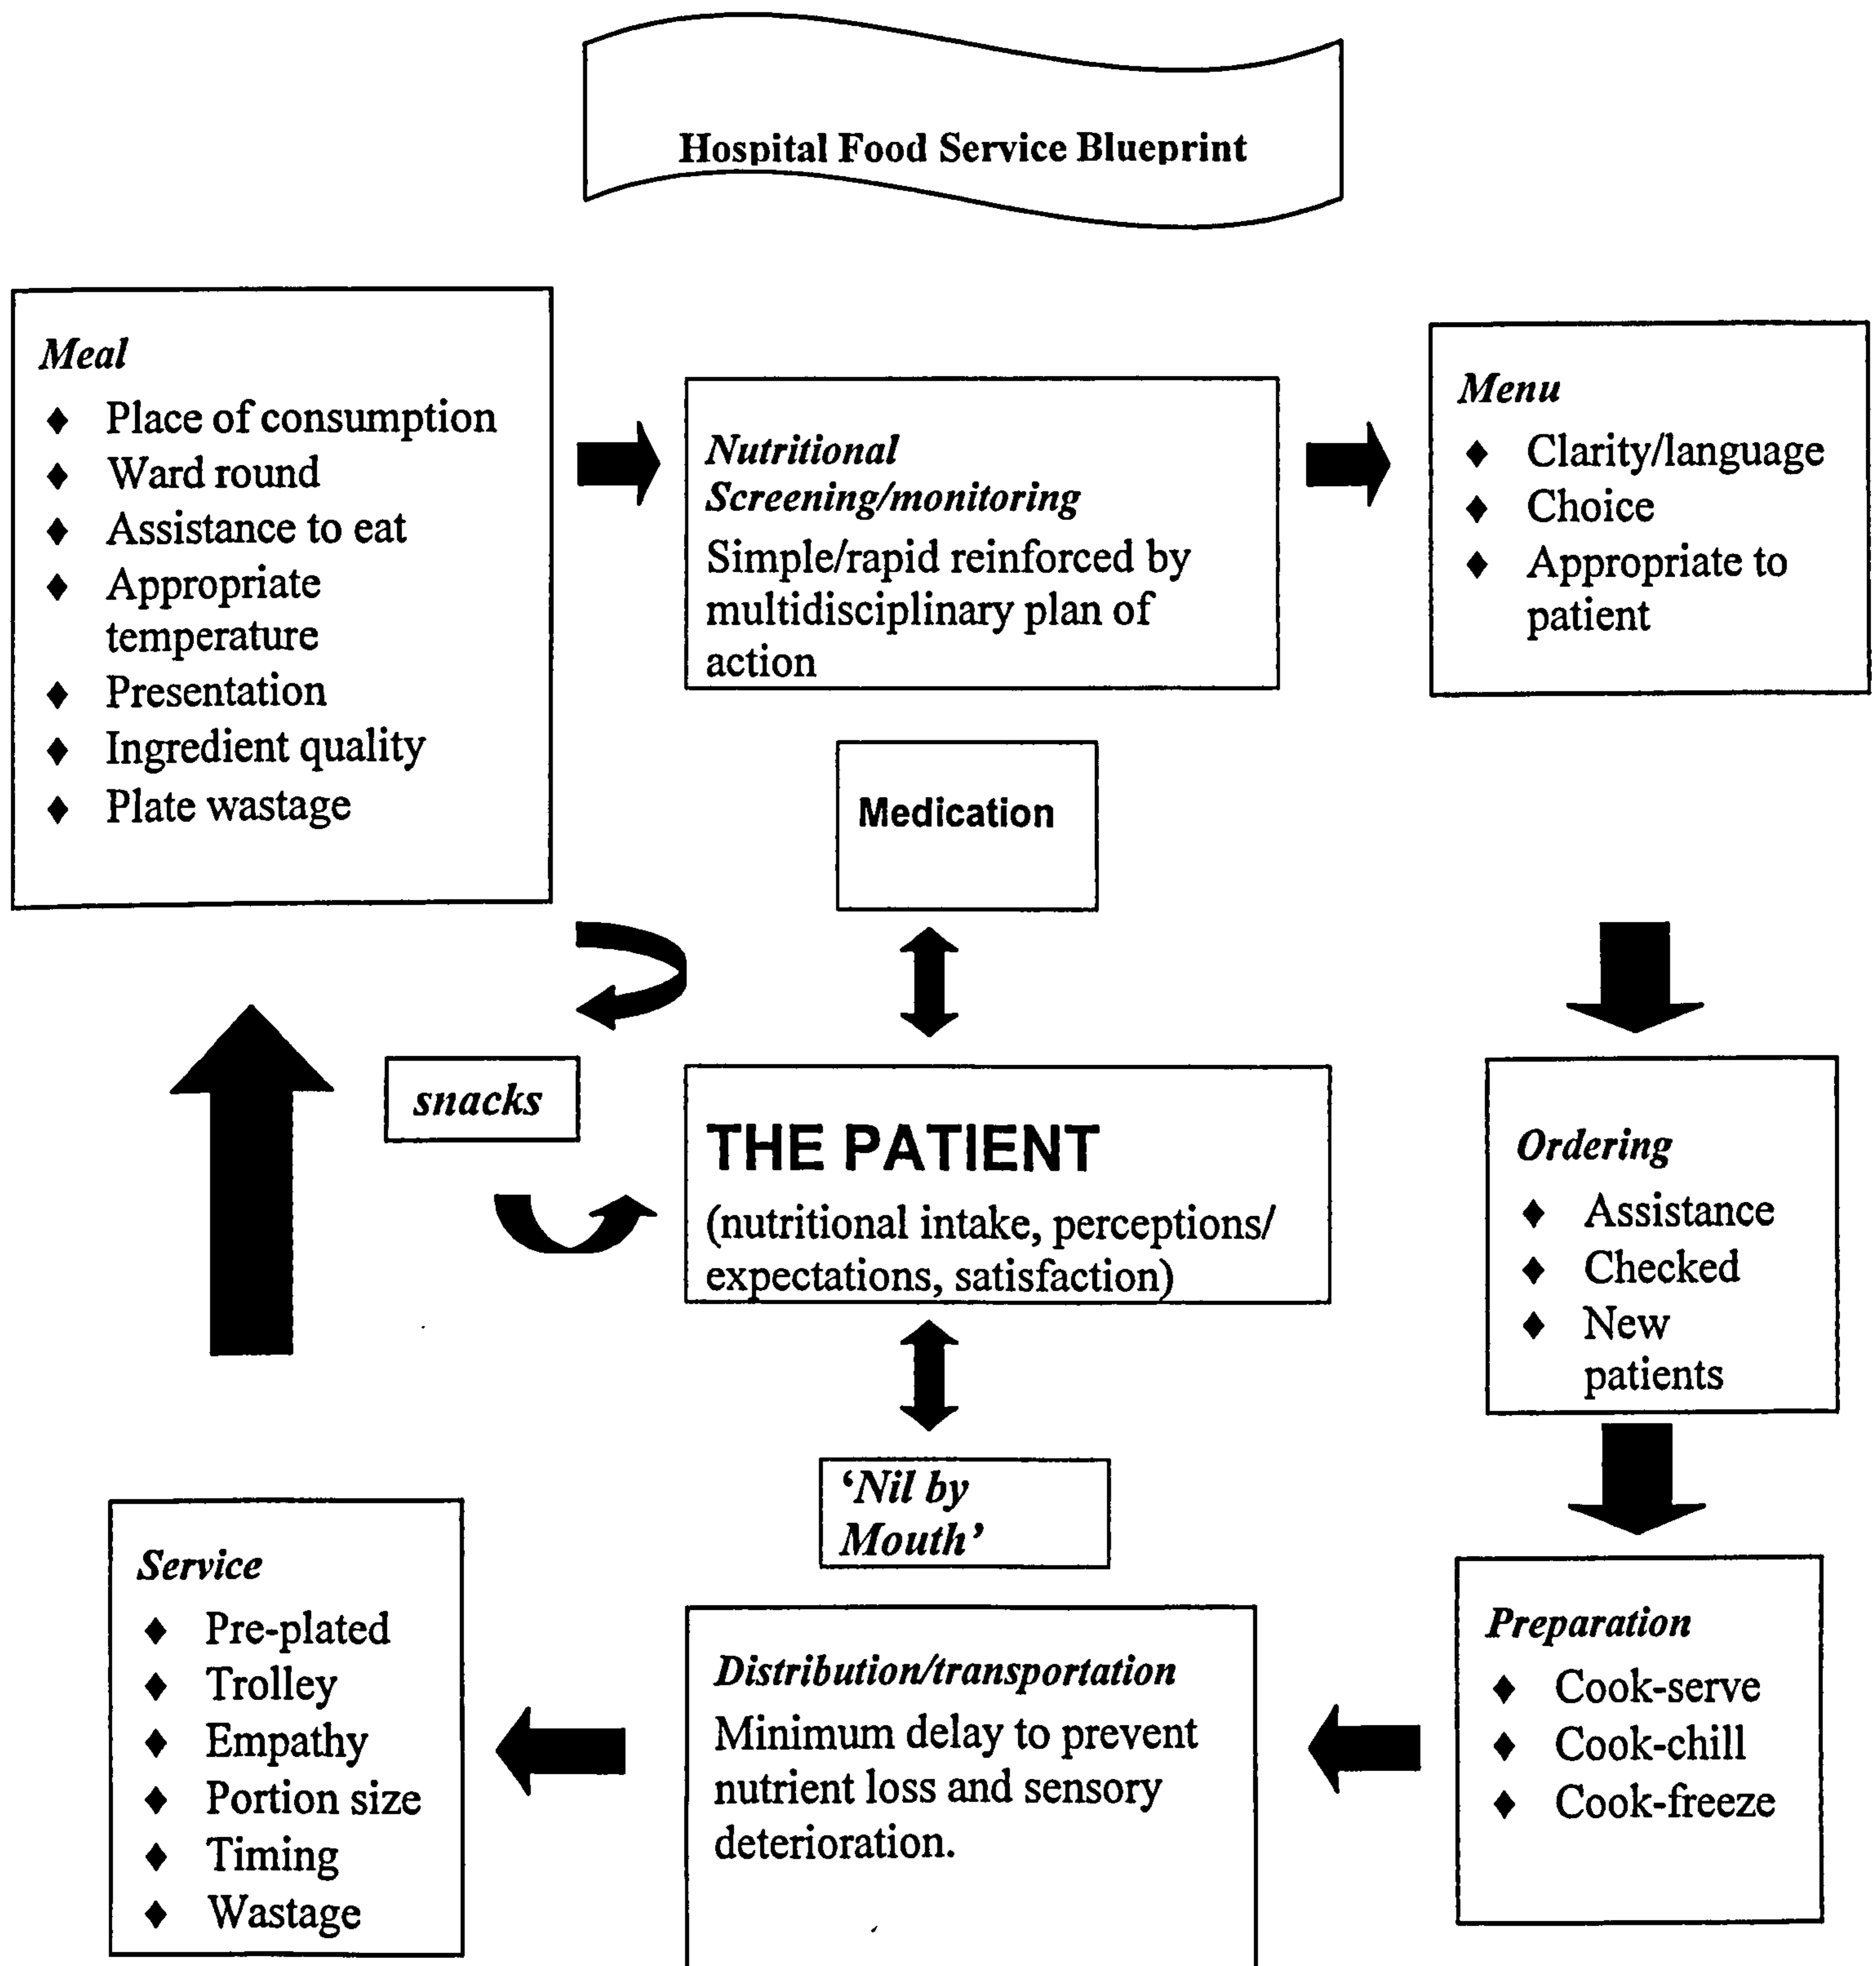 Hospital Food Service Blueprint
Meal
♦ Place of consumption
♦ Ward round
♦ Assistance to eat
♦ Appropriate
temperature
♦ Presentation
♦ Ingredient quality
♦ Plate wastage
Nutritional
Screening/monitoring
Simple/rapid reinforced by
multidisciplinary plan of
action
Menu
♦ Clarity/language
♦ Choice
♦ Appropriate to
patient
Medication
snacks
THE PATIENT
(nutritional intake, perceptions/
expectations, satisfaction)
Ordering
♦ Assistance
♦ Checked
♦ New
patients
‘Nil by
Mouth’
Service
♦ Pre-plated
♦ Trolley
♦ Empathy
♦ Portion size
♦ Timing
♦ Wastage
Distribution/transportation
Minimum delay to prevent
nutrient loss and sensory
deterioration.
Preparation
♦ Cook-serve
♦ Cook-chill
♦ Cook-freeze